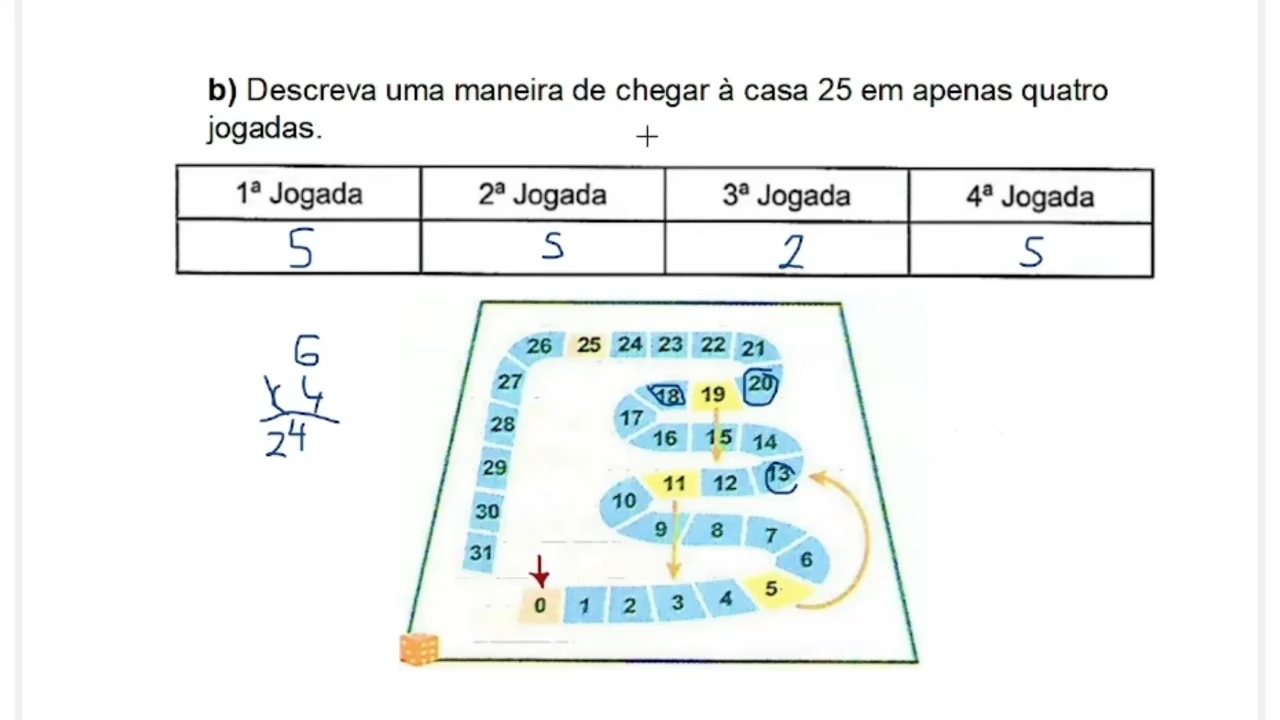 b) Descreva uma maneira de chegar à casa 25 em apenas quatro
jogadas.
1ª Jogada 2ª Jogada 3ª Jogada 4ª Jogada
5 5 2 5
6
x 4
24
26 25 24 23 22 21
27 18 19 20
28 17 16 15 14
29 11 12 13
30 10 9 8 7
31 6
0 1 2 3 4 5